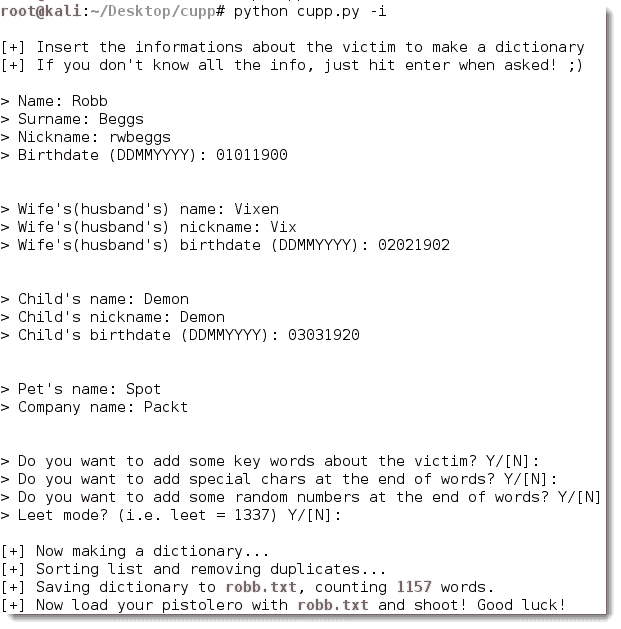 root@kali:~/Desktop/cupp# python cupp.py -i
[+] Insert the informations about the victim to make a dictionary
[+] If you don't know all the info, just hit enter when asked! ;)
> Name: Robb
> Surname: Beggs
> Nickname: rwbeggs
> Birthdate (DDMMYYYY): 01011900
> Wife's(husband's) name: Vixen
> Wife's(husband's) nickname: Vix
> Wife's(husband's) birthdate (DDMMYYYY): 02021902
> Child's name: Demon
> Child's nickname: Demon
> Child's birthdate (DDMMYYYY): 03031920
> Pet's name: Spot
> Company name: Packt
> Do you want to add some key words about the victim? Y/[N]:
> Do you want to add special chars at the end of words? Y/[N]:
> Do you want to add some random numbers at the end of words? Y/[N]
> Leet mode? (i.e. leet = 1337) Y/[N]:
[+] Now making a dictionary...
[+] Sorting list and removing duplicates...
[+] Saving dictionary to robb.txt, counting 1157 words.
[+] Now load your pistolero with robb.txt and shoot! Good luck!